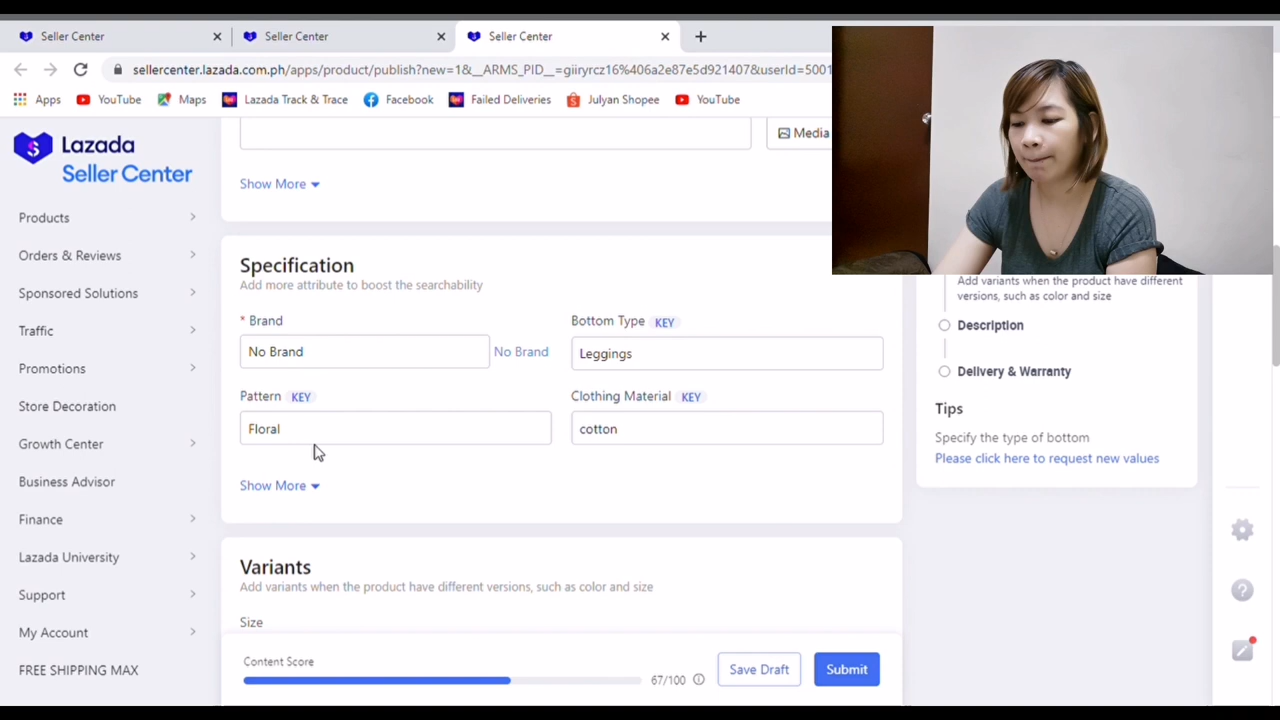 Seller Center
Seller Center
Seller Center
sellercenter.lazada.com.ph/apps/product/publish?new=1&__ARMS_PID__=giiryrcz16%406a2e87e5d921407&userId=5001
Apps YouTube Maps Lazada Track & Trace Facebook Failed Deliveries Julyan Shopee YouTube
Lazada
Seller Center
Products
Orders & Reviews
Sponsored Solutions
Traffic
Promotions
Store Decoration
Growth Center
Business Advisor
Finance
Lazada University
Support
My Account
FREE SHIPPING MAX
Media
Show More
Specification
Add more attribute to boost the searchability
* Brand
No Brand
No Brand
Bottom Type KEY
Leggings
Pattern KEY
Floral
Clothing Material KEY
cotton
Show More
Variants
Add variants when the product have different versions, such as color and size
Size
Content Score
67/100
Save Draft
Submit
Add variants when the product have different
versions, such as color and size
Description
Delivery & Warranty
Tips
Specify the type of bottom
Please click here to request new values